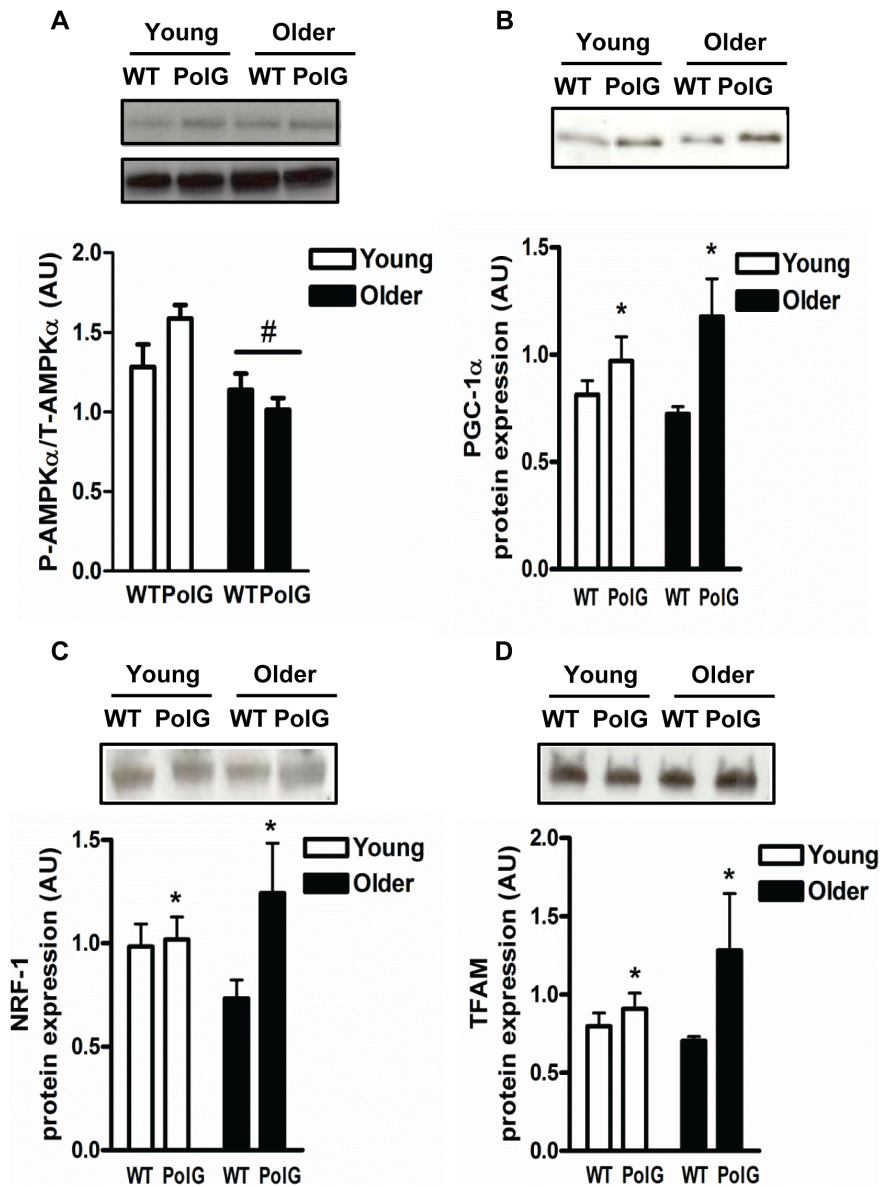 A
Young Older
WT PolG WT PolG
P-AMPKα/T-AMPKα (AU)
2.0
1.5
1.0
0.5
0.0
Young
Older
#
WT PolG WT PolG
B
Young Older
WT PolG WT PolG
PGC-1α
protein expression (AU)
1.5
1.0
0.5
0.0
Young
Older
* *
WT PolG WT PolG
C
Young Older
WT PolG WT PolG
NRF-1
protein expression (AU)
1.5
1.0
0.5
0.0
Young
Older
* *
WT PolG WT PolG
D
Young Older
WT PolG WT PolG
TFAM
protein expression (AU)
2.0
1.5
1.0
0.5
0.0
Young
Older
* *
WT PolG WT PolG